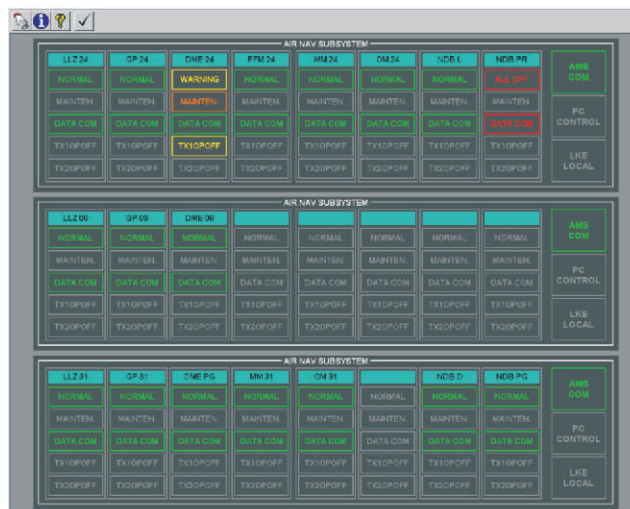 AIR NAV SUBSYSTEM
LLZ 24 GP 24 DME 24 FFM 24 MM 24 OM 24 NDB L NDB PR AMS COM
NORMAL NORMAL WARNING NORMAL NORMAL NORMAL NORMAL ALL OFF
MAINTEN. MAINTEN. MAINTEN. MAINTEN. MAINTEN. MAINTEN. MAINTEN. MAINTEN. PC CONTROL
DATA COM DATA COM DATA COM DATA COM DATA COM DATA COM DATA COM DATA COM
TX1OPOFF TX1OPOFF TX1OPOFF TX1OPOFF TX1OPOFF TX1OPOFF TX1OPOFF TX1OPOFF LKE LOCAL
TX2OPOFF TX2OPOFF TX2OPOFF TX2OPOFF TX2OPOFF TX2OPOFF TX2OPOFF TX2OPOFF
AIR NAV SUBSYSTEM
LLZ 06 GP 06 DME 06 AMS COM
NORMAL NORMAL NORMAL NORMAL NORMAL NORMAL NORMAL NORMAL
MAINTEN. MAINTEN. MAINTEN. MAINTEN. MAINTEN. MAINTEN. MAINTEN. MAINTEN. PC CONTROL
DATA COM DATA COM DATA COM DATA COM DATA COM DATA COM DATA COM DATA COM
TX1OPOFF TX1OPOFF TX1OPOFF TX1OPOFF TX1OPOFF TX1OPOFF TX1OPOFF TX1OPOFF LKE LOCAL
TX2OPOFF TX2OPOFF TX2OPOFF TX2OPOFF TX2OPOFF TX2OPOFF TX2OPOFF TX2OPOFF
AIR NAV SUBSYSTEM
LLZ 31 GP 31 DME PG MM 31 OM 31 NDB D NDB PG AMS COM
NORMAL NORMAL NORMAL NORMAL NORMAL NORMAL NORMAL NORMAL
MAINTEN. MAINTEN. MAINTEN. MAINTEN. MAINTEN. MAINTEN. MAINTEN. MAINTEN. PC CONTROL
DATA COM DATA COM DATA COM DATA COM DATA COM DATA COM DATA COM DATA COM
TX1OPOFF TX1OPOFF TX1OPOFF TX1OPOFF TX1OPOFF TX1OPOFF TX1OPOFF TX1OPOFF LKE LOCAL
TX2OPOFF TX2OPOFF TX2OPOFF TX2OPOFF TX2OPOFF TX2OPOFF TX2OPOFF TX2OPOFF